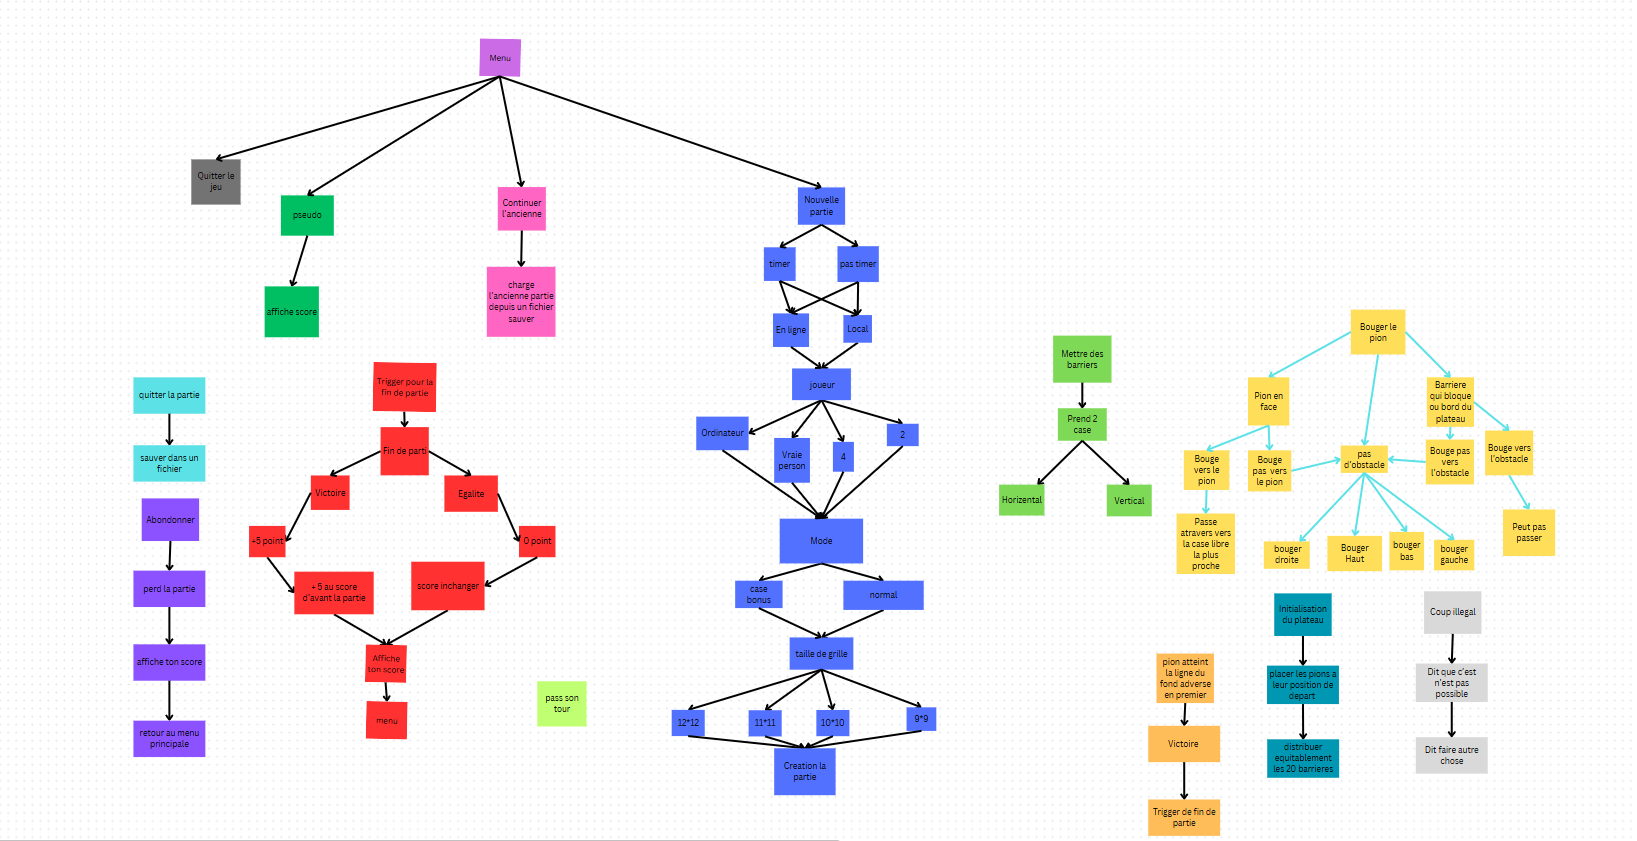 Menu
Quitter le
jeu
pseudo
affiche score
Continuer
l'ancienne
charge
l'ancienne partie
depuis un fichier
sauver
Nouvelle
partie
timer
pas timer
En ligne
Local
joueur
Ordinateur
Vraie
person
4
2
Mode
case
bonus
normal
taille de grille
12*12
11*11
10*10
9*9
Creation la
partie
quitter la partie
sauver dans un
fichier
Abondonner
perd la partie
affiche ton score
retour au menu
principale
Trigger pour la
fin de partie
Fin de parti
Victoire
Egalite
+5 point
0 point
+ 5 au score
d'avant la partie
score inchanger
Affiche
ton score
menu
pass son
tour
Mettre des
barriers
Prend 2
case
Horizental
Vertical
Bouger le
pion
Pion en
face
Barriere
qui bloque
ou bord du
plateau
Bouge
vers le
pion
Bouge
pas vers
le pion
pas
d'obstacle
Bouge pas
vers
l'obstacle
Bouge vers
l'obstacle
Passe
atravers vers
la case libre
la plus
proche
bouger
droite
Bouger
Haut
bouger
bas
bouger
gauche
Peut pas
passer
pion atteint
la ligne du
fond adverse
en premier
Victoire
Trigger de fin de
partie
Initialisation
du plateau
placer les pions a
leur position de
depart
distribuer
equitablement
les 20 barrieres
Coup illegal
Dit que c'est
n'est pas
possible
Dit faire autre
chose